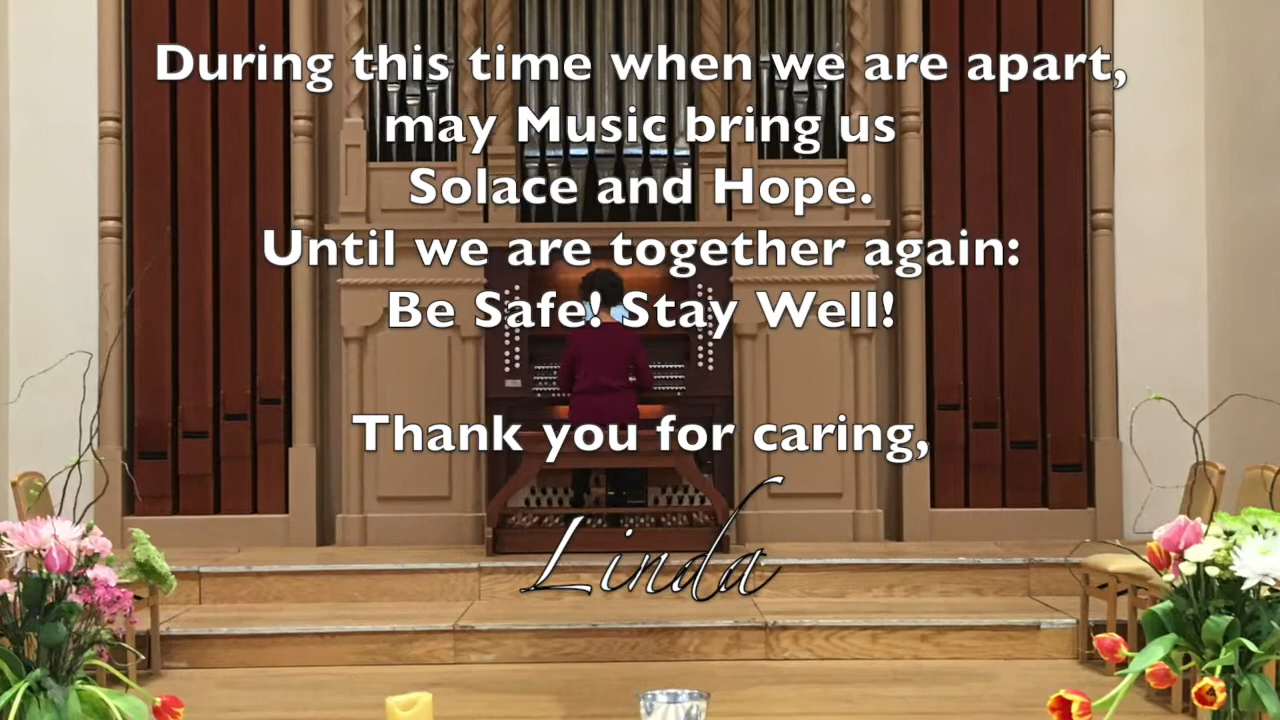 During this time when we are apart,
may Music bring us
Solace and Hope.
Until we are together again:
Be Safe! Stay Well!
Thank you for caring,
Linda